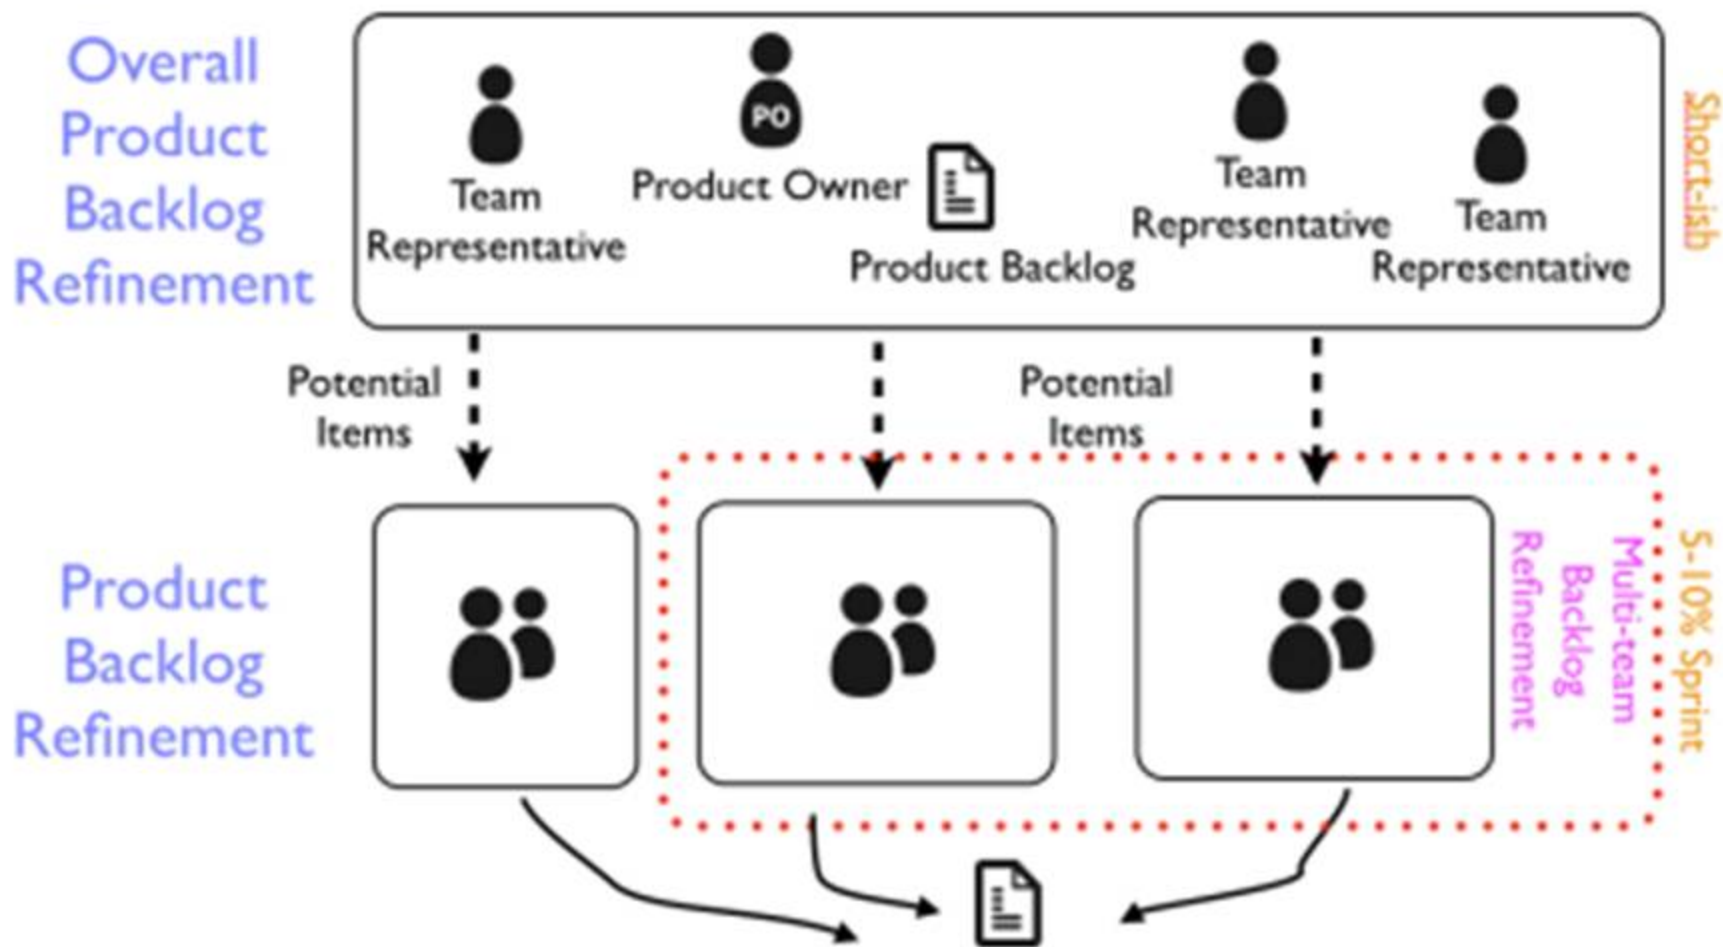 Overall
Product
Backlog
Refinement
Team
Representative
PO
Product Owner
Product Backlog
Team
Representative
Team
Representative
Short-ish
Potential
Items
Potential
Items
Product
Backlog
Refinement
Multi-team
Backlog
Refinement
5-10% Sprint